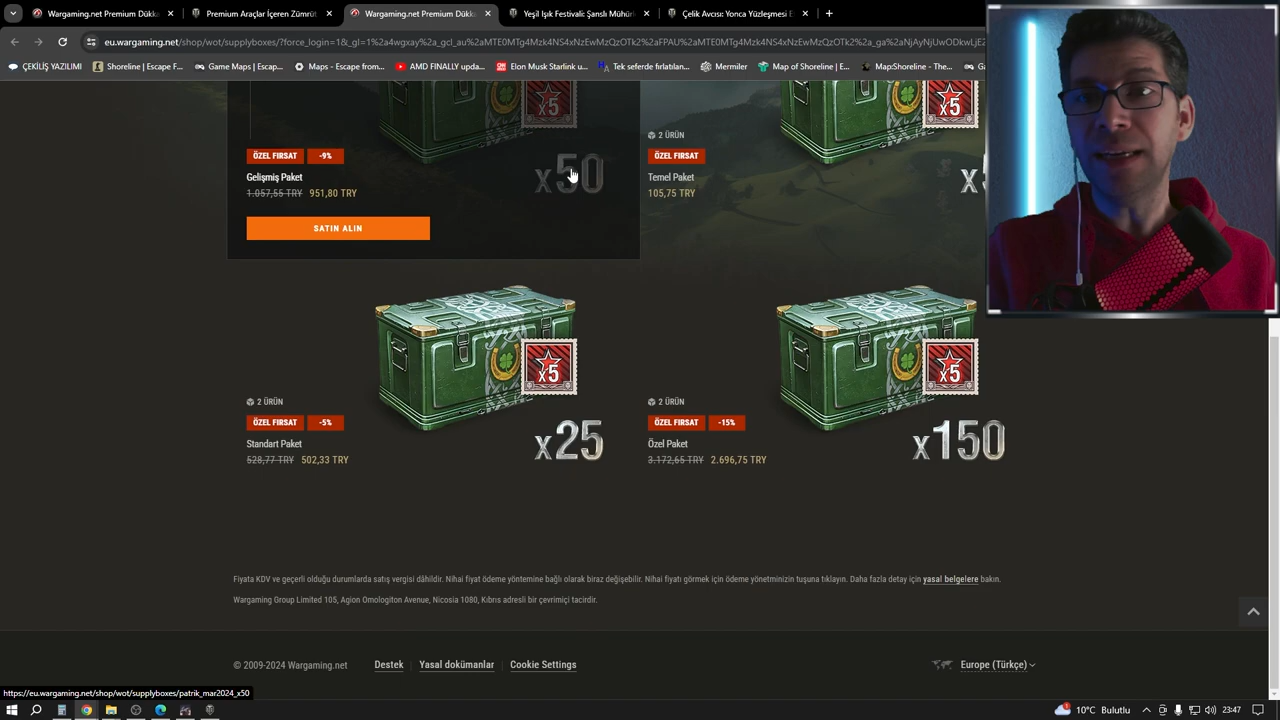 Wargaming.net Premium Dükka
Premium Araçlar İçeren Zümrüt
Wargaming.net Premium Dükk
Yeşil Işık Festivali: Şanslı Mühür
Çelik Avcısı: Yonca Yüzleşmesi E
eu.wargaming.net/shop/wot/supplyboxes/?force_login=1&_gl=1%2a4wgxay%2a_gcl_au%2aMTE0MTg4Mzk4NS4xNzEwMzQzOTk2%2aFPAU%2aMTE0MTg4Mzk4NS4xNzEwMzQzOTk2%2a_ga%2aNjAyNjUwODkwLjE2
ÇEKİLİŞ YAZILIMI
Shoreline | Escape F...
Game Maps | Escap...
Maps - Escape from...
AMD FINALLY upda...
Elon Musk Starlink u...
Tek seferde fırlatılan...
Mermiler
Map of Shoreline | E...
Map:Shoreline - The...
x5
x5
2 ÜRÜN
ÖZEL FIRSAT -9%
ÖZEL FIRSAT
x50
Gelişmiş Paket
Temel Paket
1.057,55 TRY 951,80 TRY
105,75 TRY
SATIN ALIN
x5
x5
2 ÜRÜN
2 ÜRÜN
ÖZEL FIRSAT -5%
ÖZEL FIRSAT -15%
x25
x150
Standart Paket
Özel Paket
528,77 TRY 502,33 TRY
3.172,65 TRY 2.696,75 TRY
Fiyata KDV ve geçerli olduğu durumlarda satış vergisi dâhildir. Nihai fiyat ödeme yöntemine bağlı olarak biraz değişebilir. Nihai fiyatı görmek için ödeme yönetminizin tuşuna tıklayın. Daha fazla detay için yasal belgelere bakın.
Wargaming Group Limited 105, Agion Omologiton Avenue, Nicosia 1080, Kıbrıs adresli bir çevrimiçi tacirdir.
© 2009-2024 Wargaming.net
Destek
Yasal dokümanlar
Cookie Settings
Europe (Türkçe)
https://eu.wargaming.net/shop/wot/supplyboxes/patrik_mar2024_x50
10°C Bulutlu
23:47